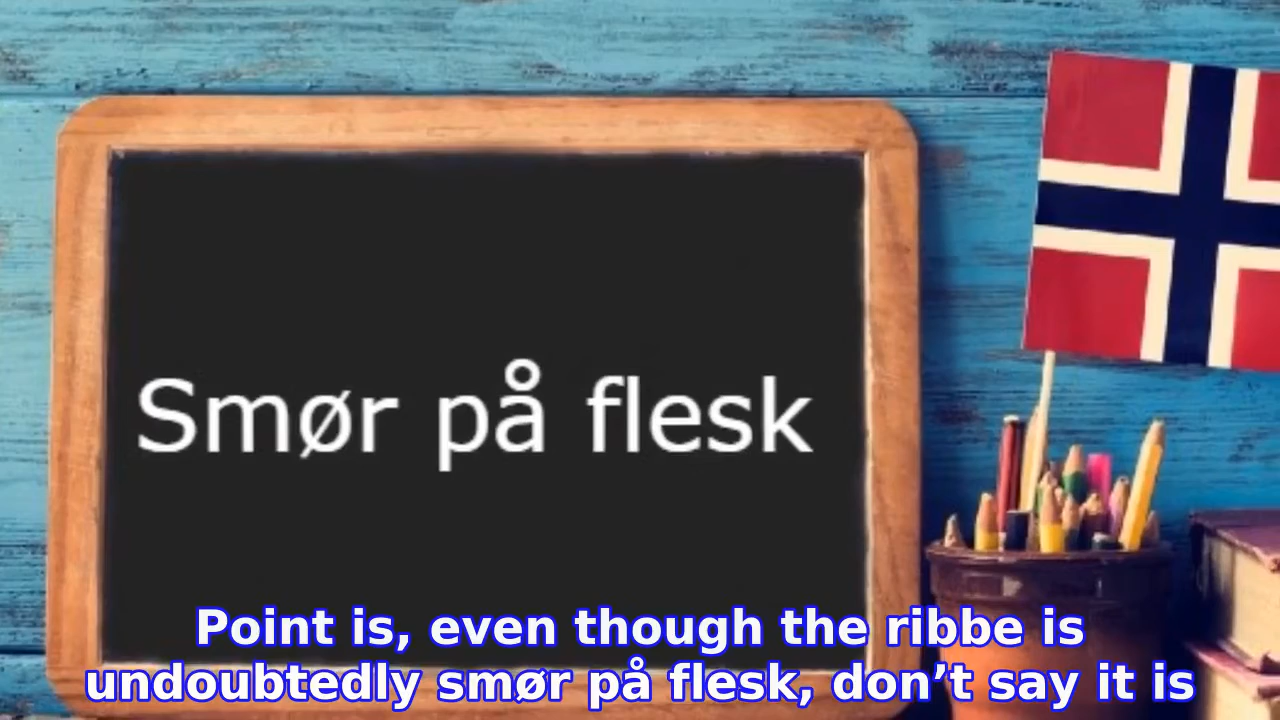 Smør på flesk
Point is, even though the ribbe is
undoubtedly smør på flesk, don’t say it is